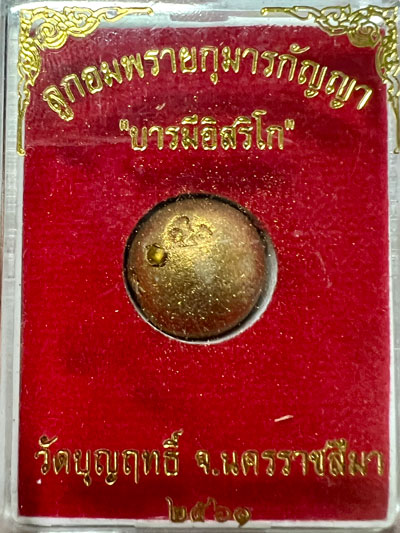 ลูกอมพรายกุมารกัญญา
"บารมีอิสริโก"
วัดบุญฤทธิ์ จ.นครราชสีมา
๒๕๖๑